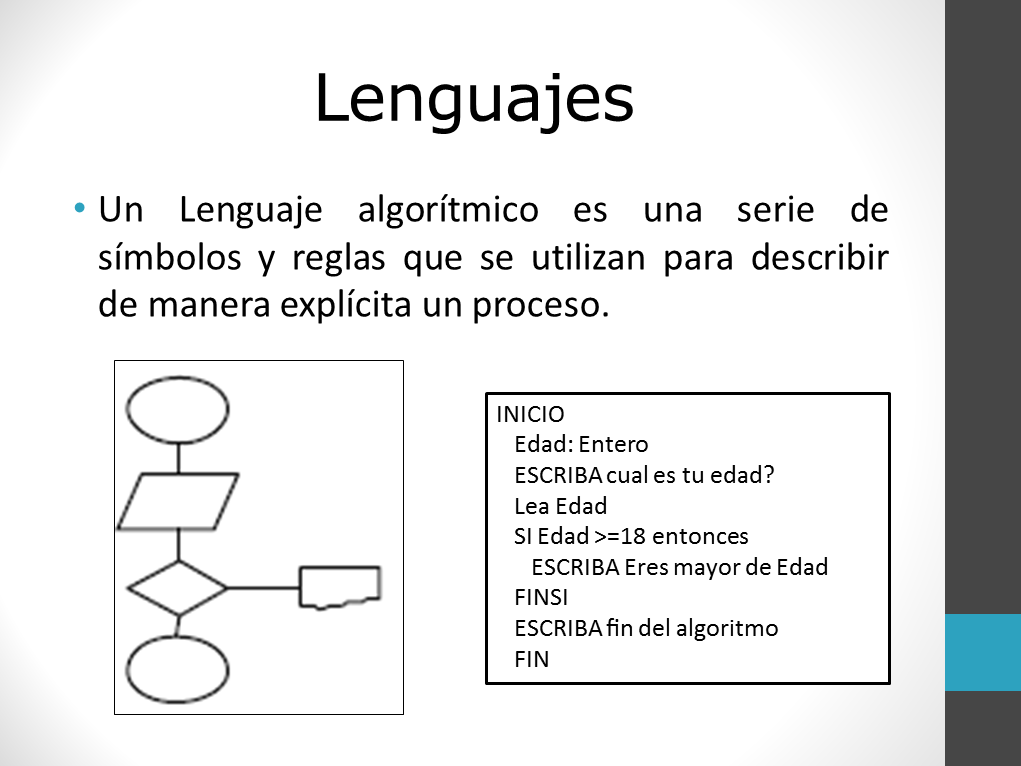 Lenguajes
• Un Lenguaje algorítmico es una serie de
símbolos y reglas que se utilizan para describir
de manera explícita un proceso.
INICIO
Edad: Entero
ESCRIBA cual es tu edad?
Lea Edad
SI Edad >=18 entonces
ESCRIBA Eres mayor de Edad
FINSI
ESCRIBA fin del algoritmo
FIN